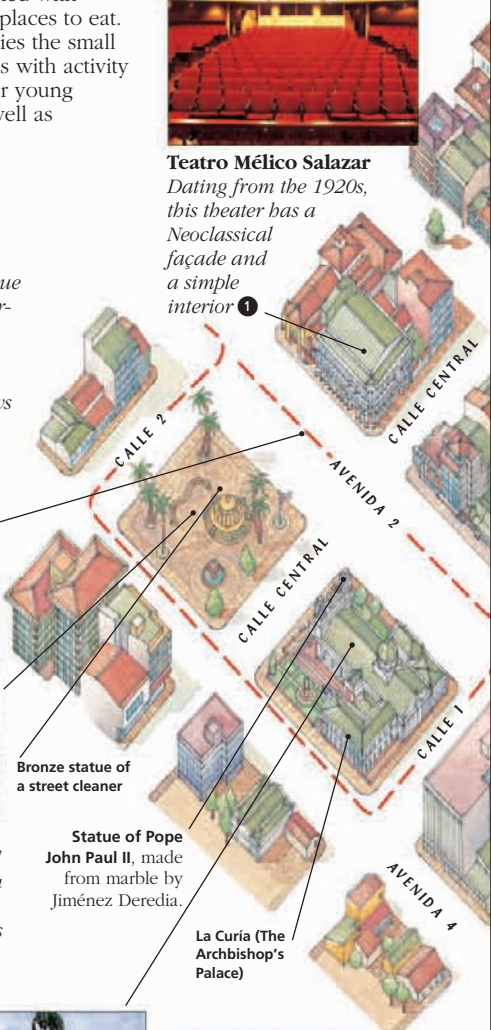 places to eat.
ies the small
s with activity
r young
vell as
Teatro Mélico Salazar
Dating from the 1920s,
this theater has a
Neoclassical
façade and
a simple
interior 1
ue
r-
vs
CALLE 2
CALLE CENTRAL
AVENIDA 2
CALLE CENTRAL
CALLE 1
Bronze statue of
a street cleaner
Statue of Pope
John Paul II, made
from marble by
Jiménez Deredia.
La Curía (The
Archbishop's
Palace)
AVENIDA 4